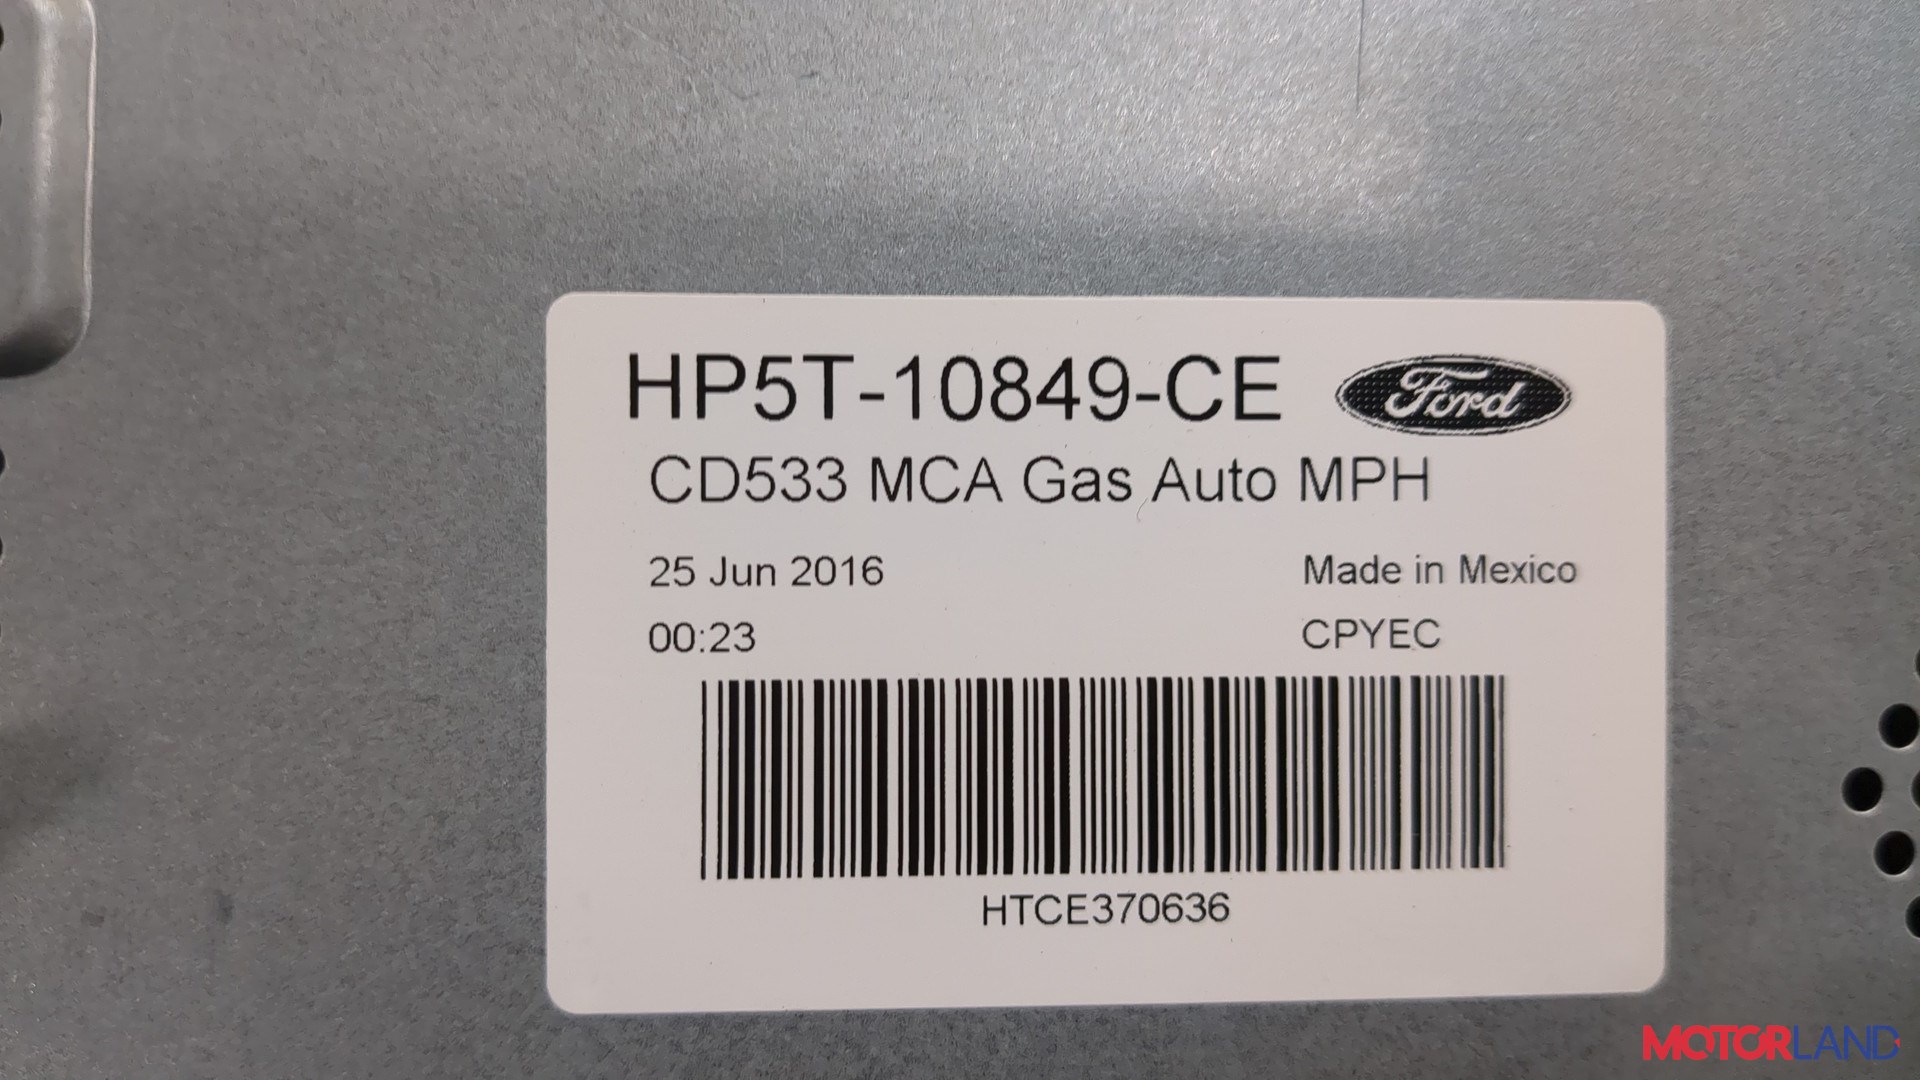 HP5T-10849-CE Ford
CD533 MCA Gas Auto MPH
25 Jun 2016 Made in Mexico
00:23 CPYEC
HTCE370636
MOTORLAND